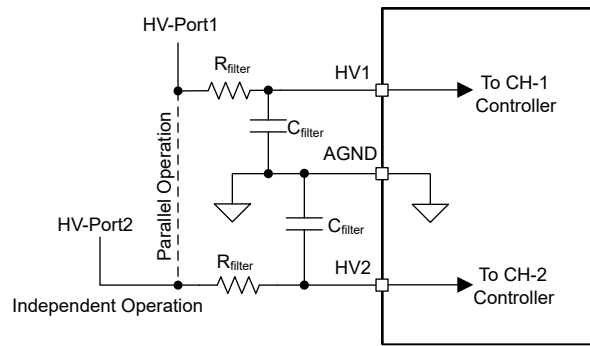 HV-Port1
Rfilter
HV1
To CH-1
Controller
Cfilter
AGND
Parallel Operation
HV-Port2
Cfilter
Rfilter
HV2
To CH-2
Controller
Independent Operation